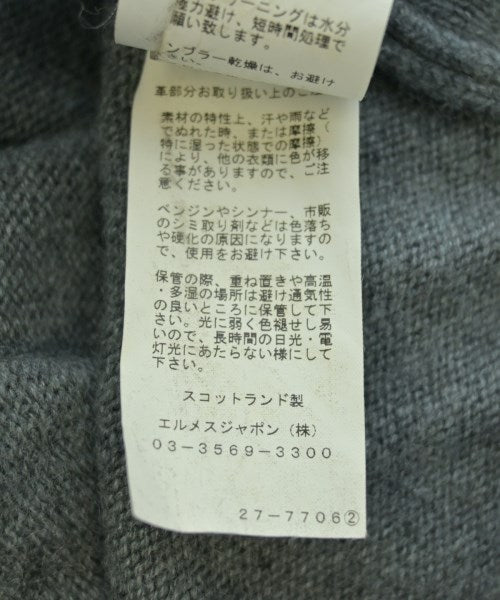 ーニングは水分
極力避け、短時間処理で
お願い致します。
ンブラー乾燥は、お避け
革部分お取り扱い上のご注
素材の特性上、汗や雨など
でぬれた時、または摩擦(
特に湿った状態での摩擦)
により、他の衣類に色が移
る事がありますので、ご注
意ください。
ベンジンやシンナー、市販
のシミ取り剤などは色落ち
や硬化の原因になりますの
で、使用をお避け下さい。
保管の際、重ね置きや高温
・多湿の場所は避け通気性
の良いところに保管して下
さい。光に弱く色褪せし易
いので、長時間の日光・電
灯光にあたらない様にして
下さい。
スコットランド製
エルメスジャポン(株)
03-3569-3300
27-7706②